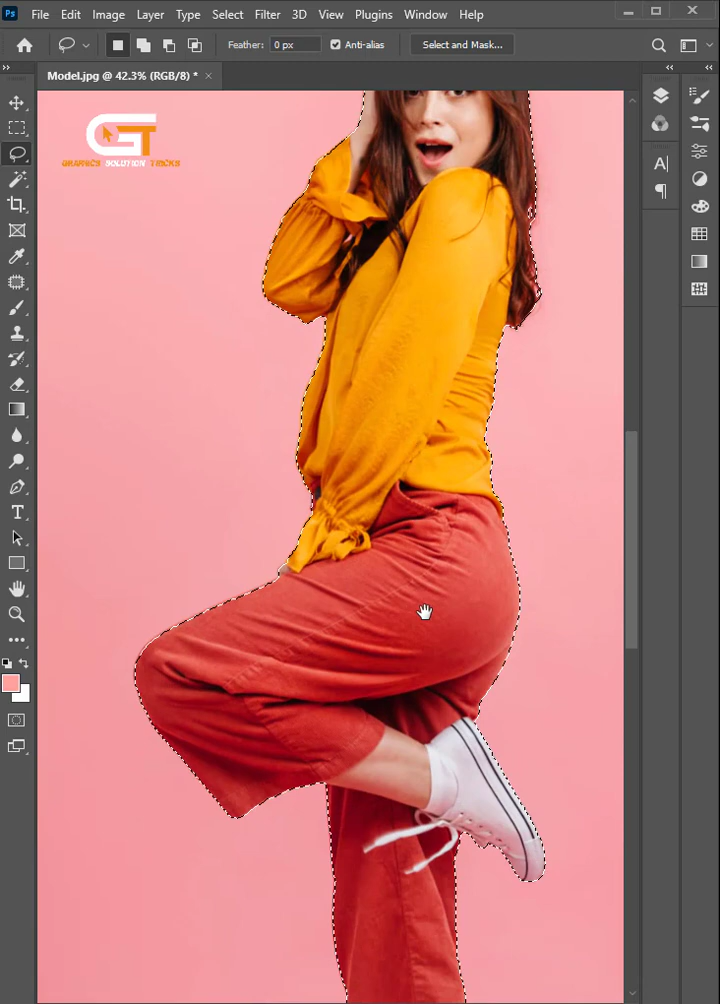 Ps File Edit Image Layer Type Select Filter 3D View Plugins Window Help
Feather: 0 px Anti-alias Select and Mask...
Model.jpg @ 42.3% (RGB/8) * ×
GT
GRAPHICS SOLUTION TRICKS
A|
T